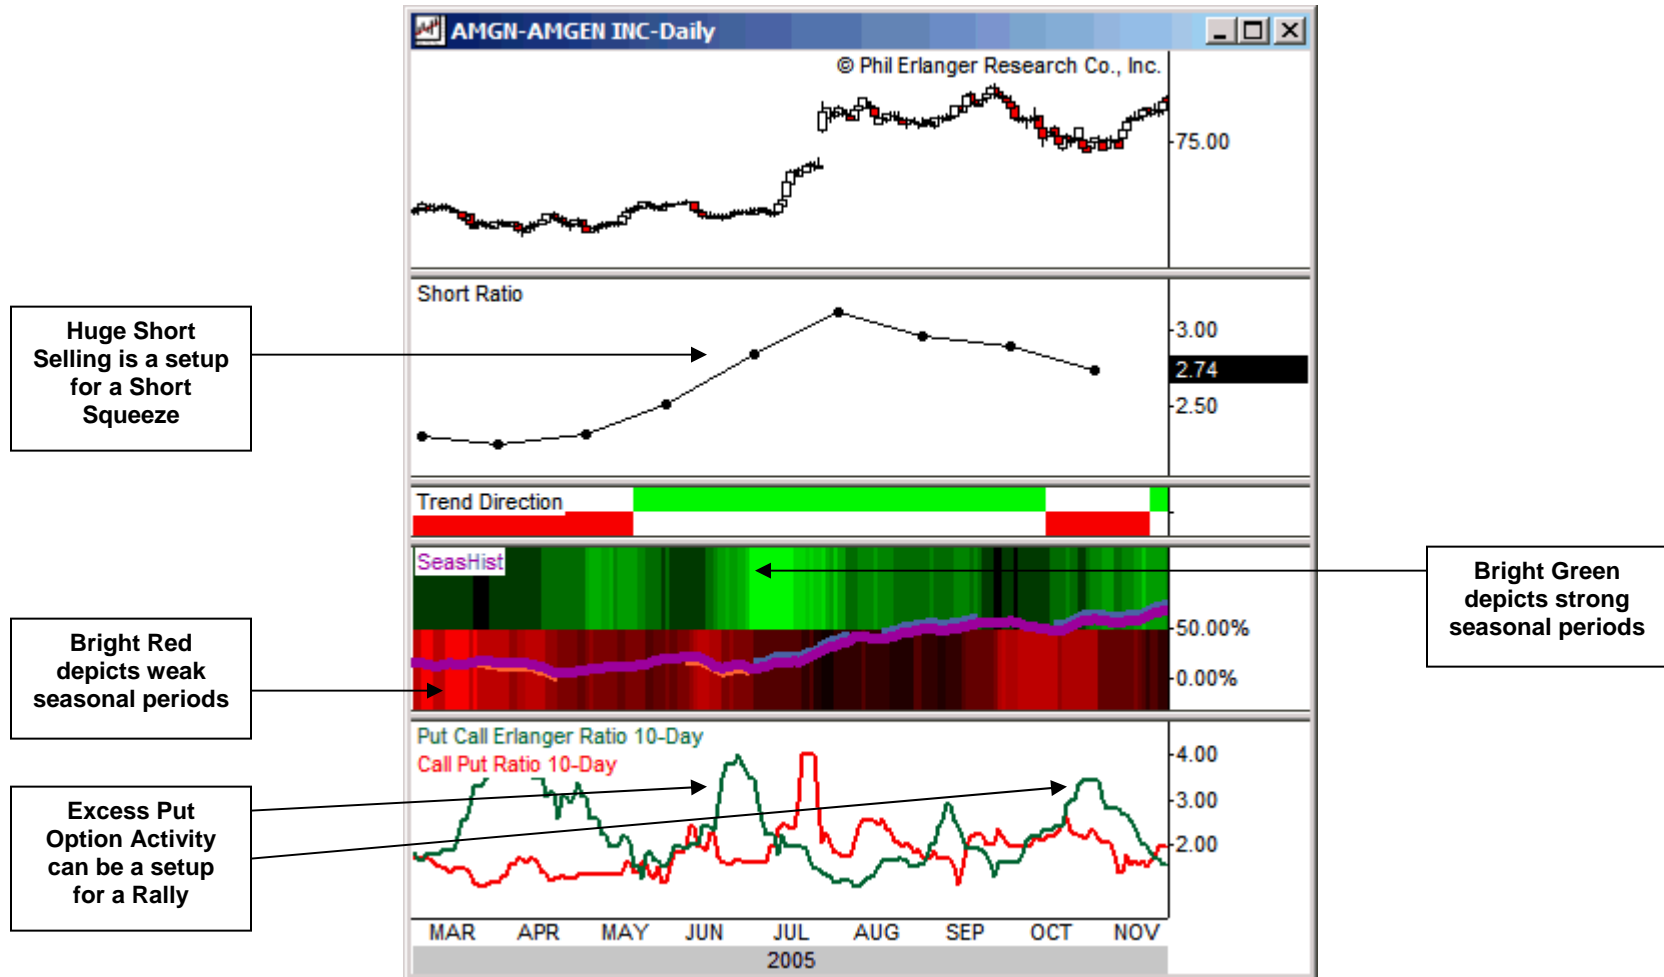 AMGN-AMGEN INC-Daily
© Phil Erlanger Research Co., Inc.
75.00
Short Ratio
3.00
2.74
2.50
Huge Short
Selling is a setup
for a Short
Squeeze
Trend Direction
SeasHist
50.00%
0.00%
Bright Green
depicts strong
seasonal periods
Bright Red
depicts weak
seasonal periods
Put Call Erlanger Ratio 10-Day
Call Put Ratio 10-Day
4.00
3.00
2.00
Excess Put
Option Activity
can be a setup
for a Rally
MAR APR MAY JUN JUL AUG SEP OCT NOV
2005